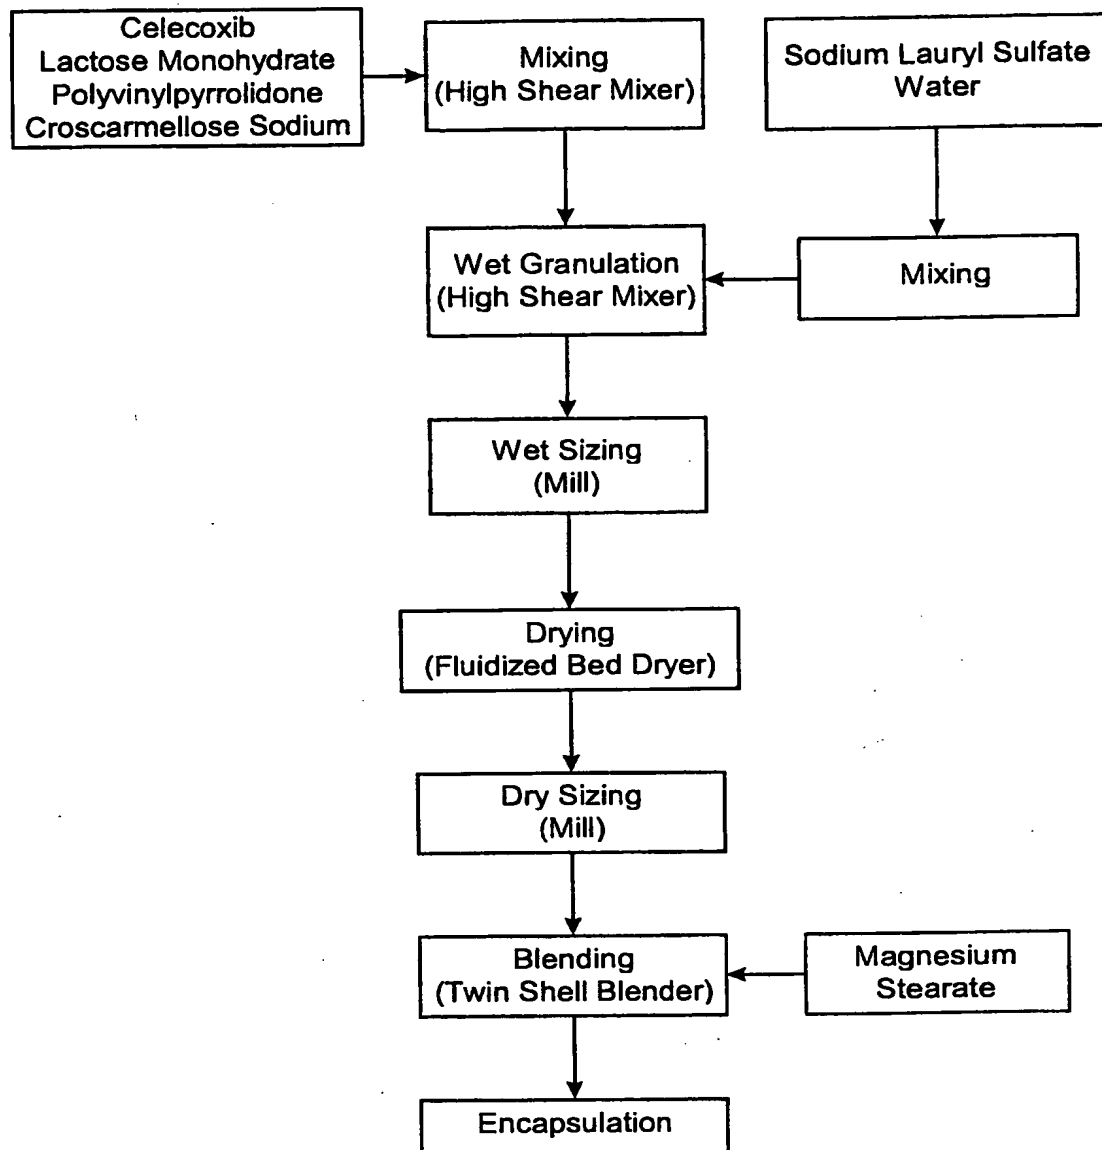 Celecoxib
Lactose Monohydrate
Polyvinylpyrrolidone
Croscarmellose Sodium
Mixing
(High Shear Mixer)
Sodium Lauryl Sulfate
Water
Wet Granulation
(High Shear Mixer)
Mixing
Wet Sizing
(Mill)
Drying
(Fluidized Bed Dryer)
Dry Sizing
(Mill)
Blending
(Twin Shell Blender)
Magnesium
Stearate
Encapsulation